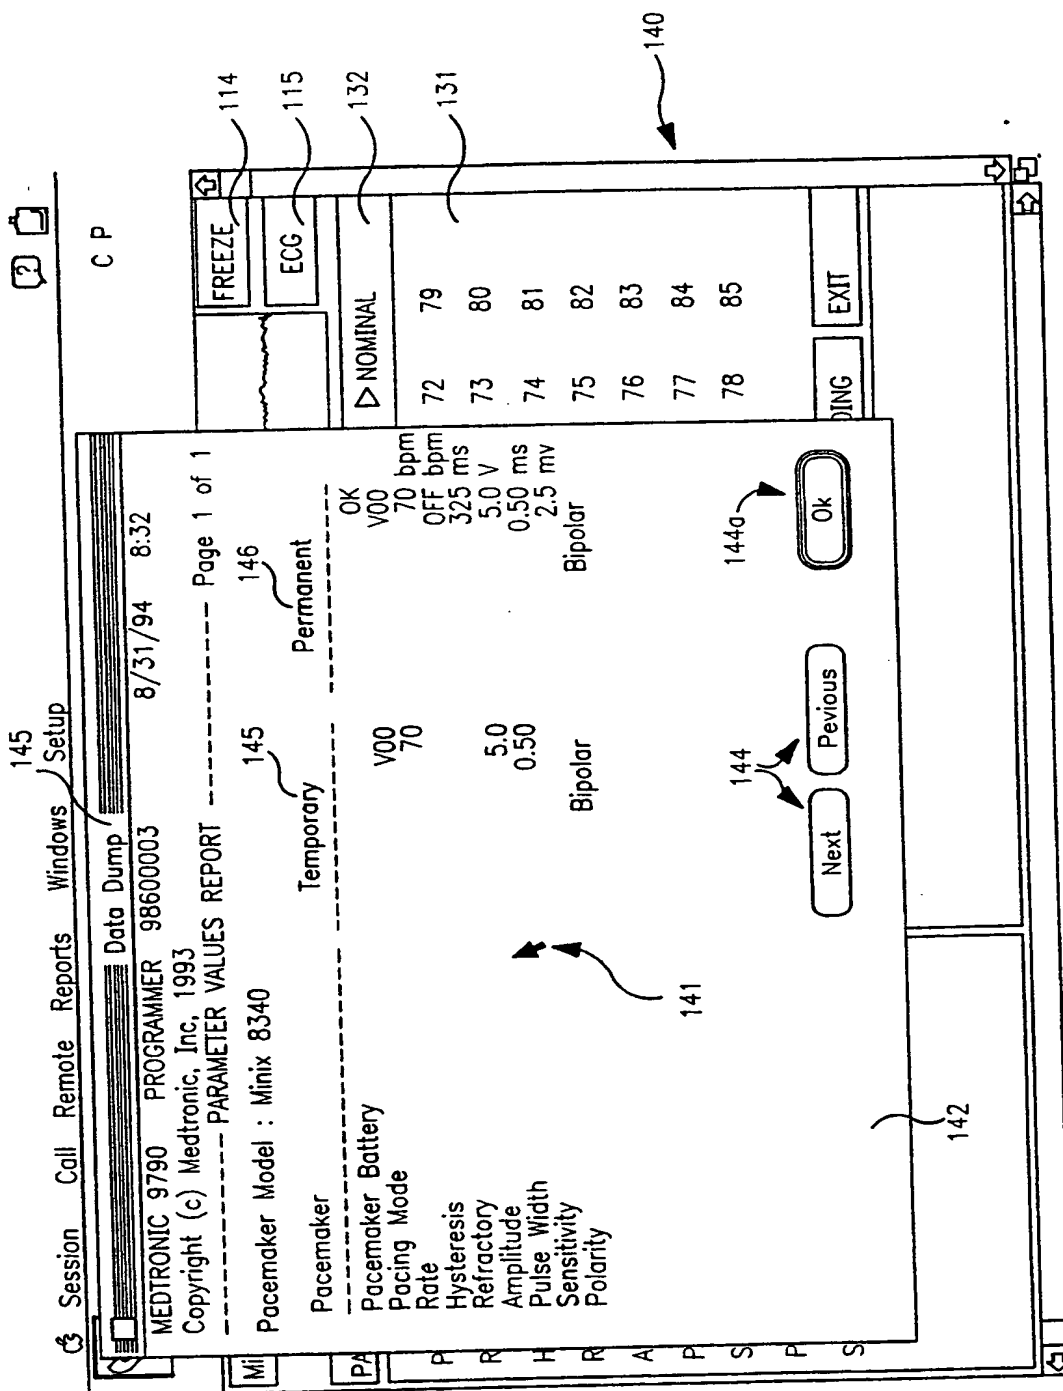 145
Session Call Remote Reports Windows Setup
?
C P
Data Dump
MEDTRONIC 9790 PROGRAMMER 98600003 8/31/94 8:32
Copyright (c) Medtronic, Inc, 1993
------ PARAMETER VALUES REPORT ------------ Page 1 of 1
Pacemaker Model : Minix 8340
145
146
Pacemaker Temporary Permanent
Pacemaker Battery OK
Pacing Mode V00 V00
Rate 70 70 bpm
Hysteresis OFF bpm
Refractory 325 ms
Amplitude 5.0 5.0 V
Pulse Width 0.50 0.50 ms
Sensitivity 2.5 mv
Polarity Bipolar Bipolar
141
144
144a
Next Pevious Ok
142
FREEZE
114
ECG
115
▷ NOMINAL
132
131
72 79
73 80
74 81
75 82
76 83
77 84
78 85
DING EXIT
140
Mi
PA
P
R
H
R
A
P
S
P
S